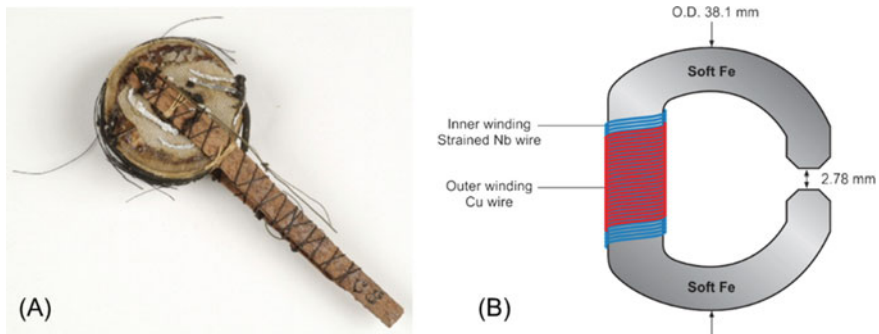 (A)
O.D. 38.1 mm
Soft Fe
Inner winding
Strained Nb wire
Outer winding
Cu wire
2.78 mm
Soft Fe
(B)